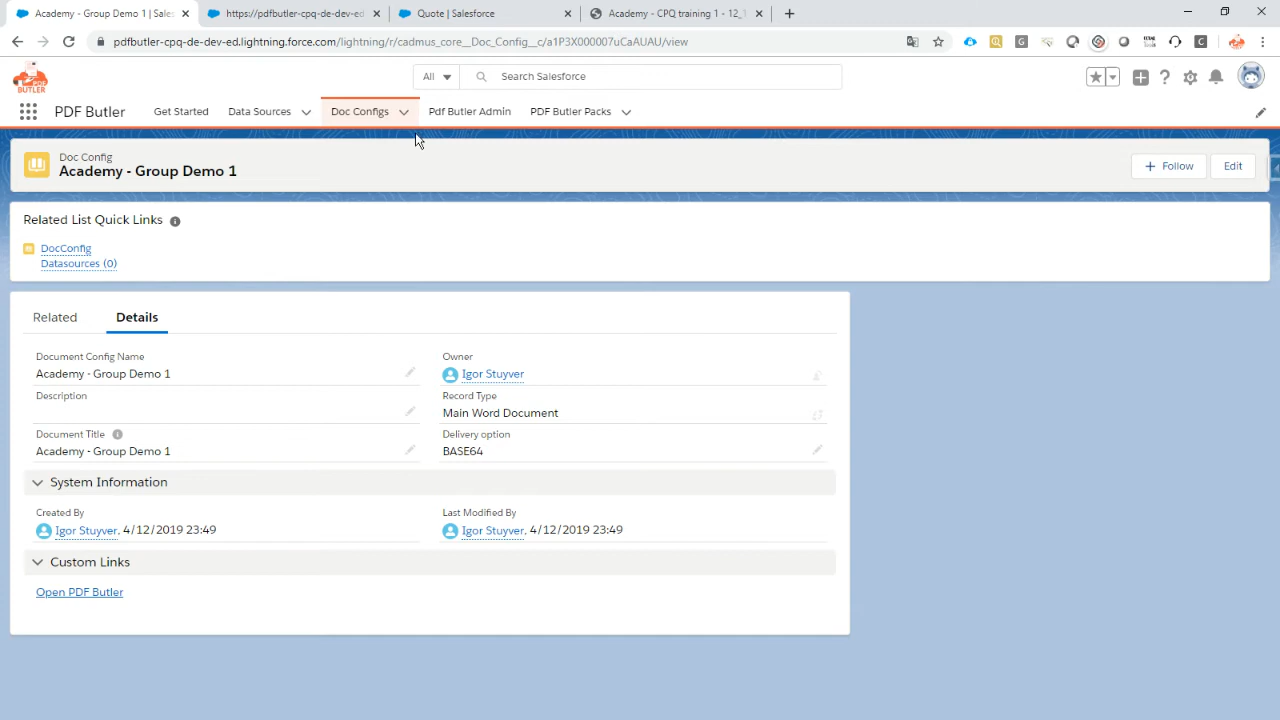 Academy - Group Demo 1 | Sales
https://pdfbutler-cpq-de-dev-ed
Quote | Salesforce
Academy - CPQ training 1 - 12_1
pdfbutler-cpq-de-dev-ed.lightning.force.com/lightning/r/cadmus_core__Doc_Config__c/a1P3X000007uCaAUAU/view
PDF BUTLER
All
Search Salesforce
PDF Butler
Get Started
Data Sources
Doc Configs
Pdf Butler Admin
PDF Butler Packs
Doc Config
Academy - Group Demo 1
Follow
Edit
Related List Quick Links
DocConfig
Datasources (0)
Related
Details
Document Config Name
Academy - Group Demo 1
Owner
Igor Stuyver
Description
Record Type
Main Word Document
Document Title
Academy - Group Demo 1
Delivery option
BASE64
System Information
Created By
Igor Stuyver, 4/12/2019 23:49
Last Modified By
Igor Stuyver, 4/12/2019 23:49
Custom Links
Open PDF Butler